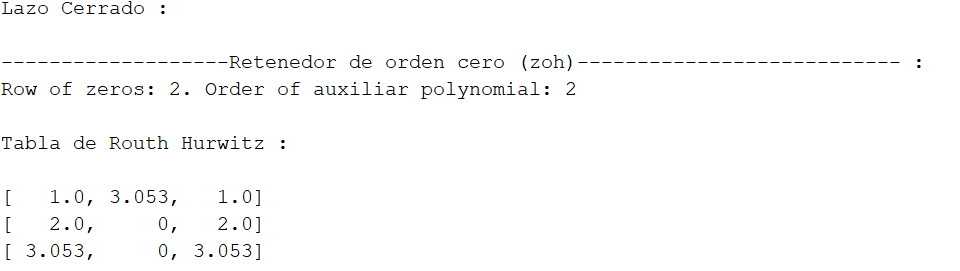 Lazo Cerrado :
-------------------Retenedor de orden cero (zoh)--------------------------- :
Row of zeros: 2. Order of auxiliar polynomial: 2
Tabla de Routh Hurwitz :
[   1.0, 3.053,   1.0]
[   2.0,     0,   2.0]
[ 3.053,     0, 3.053]